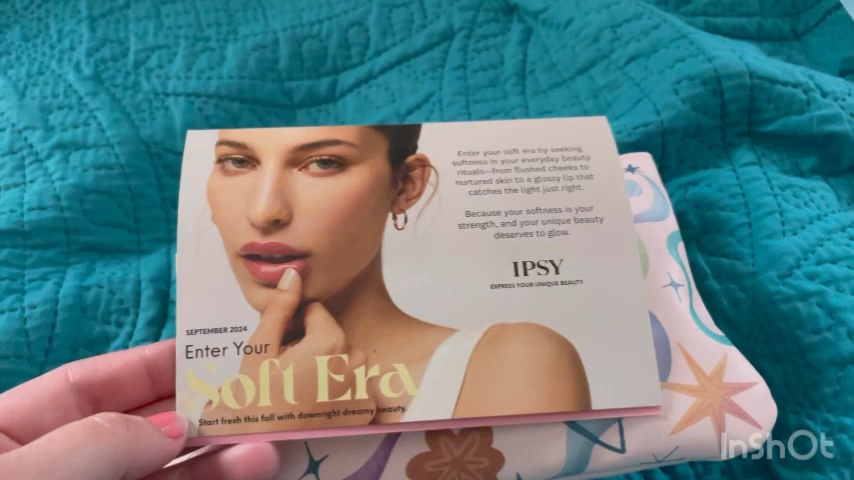 Enter your soft era by seeking
softness in your everyday beauty
rituals—from flushed cheeks to
nurtured skin to a glossy lip that
catches the light just right.
Because your softness is your
strength, and your unique beauty
deserves to glow.
IPSY
EXPRESS YOUR UNIQUE BEAUTY
SEPTEMBER 2024
Enter Your
Soft Era
Start fresh this fall with downright dreamy beauty.
InShOt